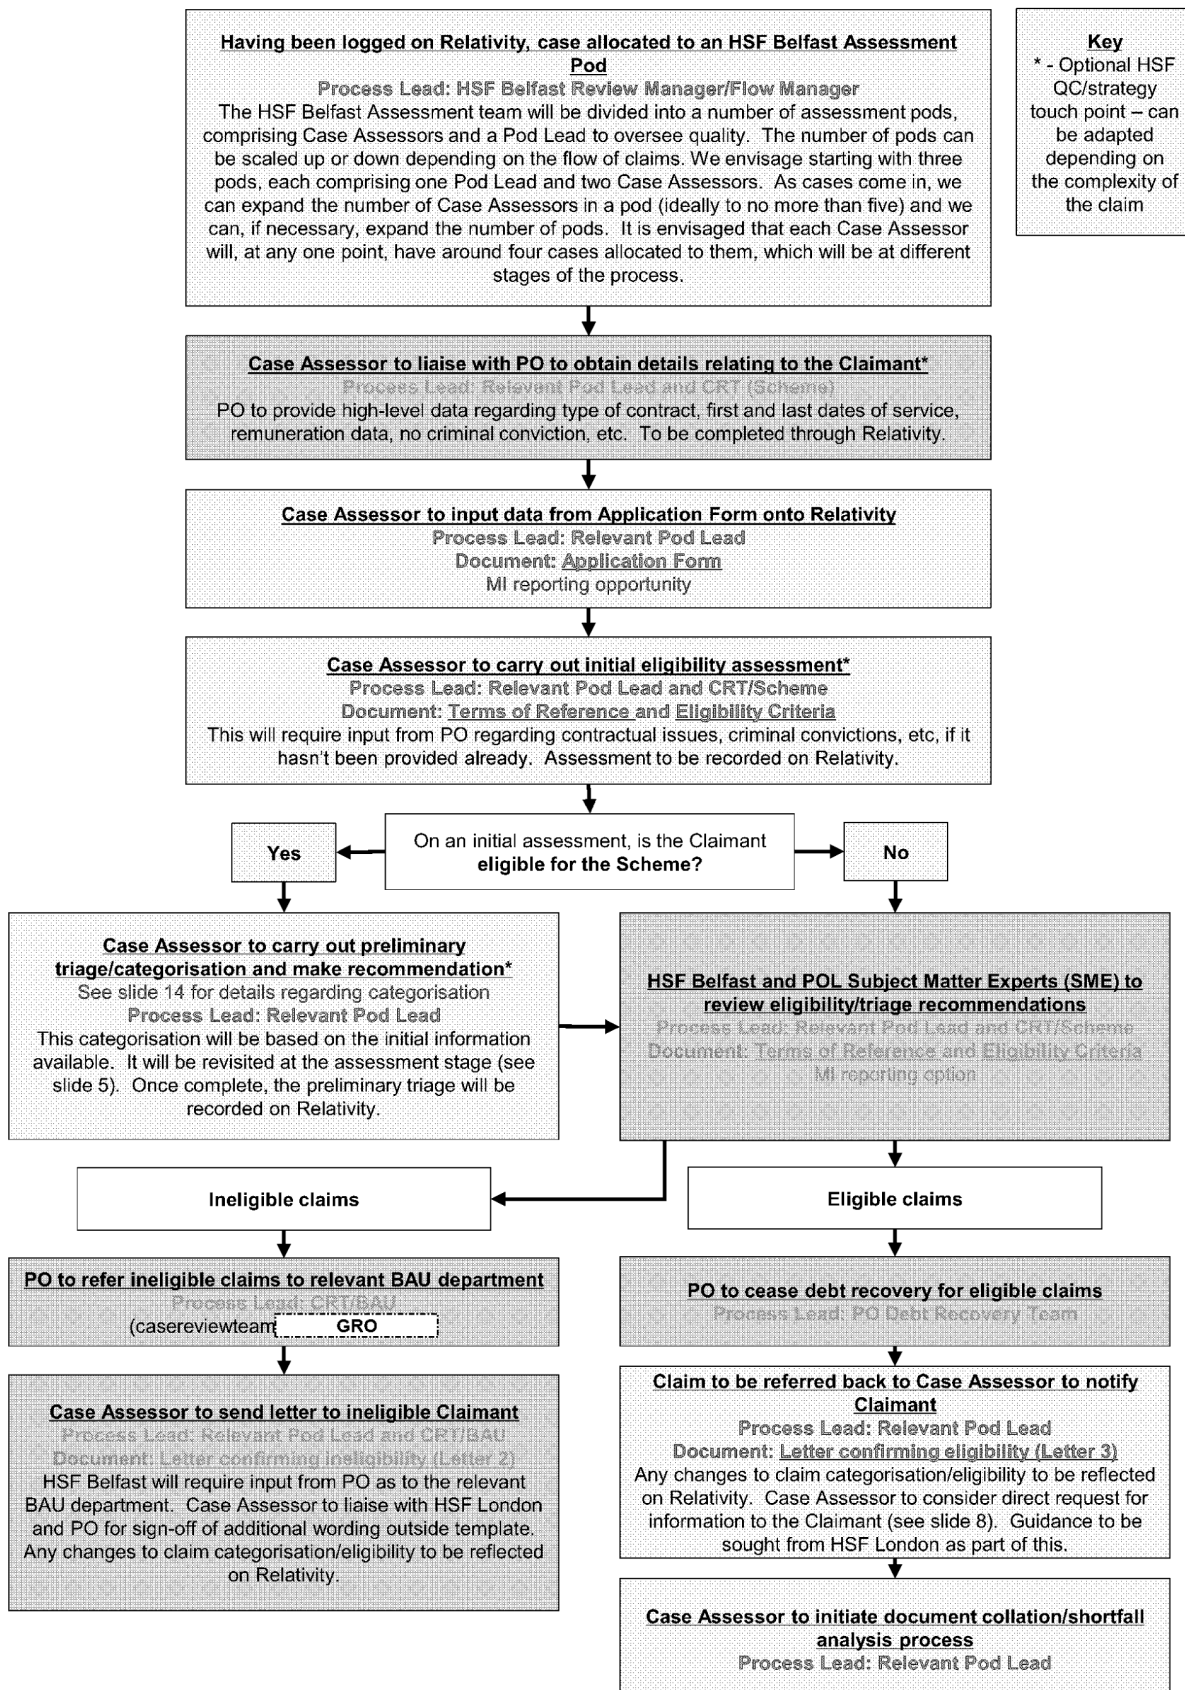 Having been logged on Relativity, case allocated to an HSF Belfast Assessment
Pod
Process Lead: HSF Belfast Review Manager/Flow Manager
The HSF Belfast Assessment team will be divided into a number of assessment pods,
comprising Case Assessors and a Pod Lead to oversee quality.  The number of pods can
be scaled up or down depending on the flow of claims. We envisage starting with three
pods, each comprising one Pod Lead and two Case Assessors.  As cases come in, we
can expand the number of Case Assessors in a pod (ideally to no more than five) and we
can, if necessary, expand the number of pods.  It is envisaged that each Case Assessor
will, at any one point, have around four cases allocated to them, which will be at different
stages of the process.
Key
* - Optional HSF
QC/strategy
touch point – can
be adapted
depending on
the complexity of
the claim
Case Assessor to liaise with PO to obtain details relating to the Claimant*
Process Lead: Relevant Pod Lead and CRT (Scheme)
PO to provide high-level data regarding type of contract, first and last dates of service,
remuneration data, no criminal conviction, etc.  To be completed through Relativity.
Case Assessor to input data from Application Form onto Relativity
Process Lead: Relevant Pod Lead
Document: Application Form
MI reporting opportunity
Case Assessor to carry out initial eligibility assessment*
Process Lead: Relevant Pod Lead and CRT/Scheme
Document: Terms of Reference and Eligibility Criteria
This will require input from PO regarding contractual issues, criminal convictions, etc, if it
hasn't been provided already.  Assessment to be recorded on Relativity.
Yes
On an initial assessment, is the Claimant
eligible for the Scheme?
No
Case Assessor to carry out preliminary
triage/categorisation and make recommendation*
See slide 14 for details regarding categorisation
Process Lead: Relevant Pod Lead
This categorisation will be based on the initial information
available.  It will be revisited at the assessment stage (see
slide 5).  Once complete, the preliminary triage will be
recorded on Relativity.
HSF Belfast and POL Subject Matter Experts (SME) to
review eligibility/triage recommendations
Process Lead: Relevant Pod Lead and CRT/Scheme
Document: Terms of Reference and Eligibility Criteria
MI reporting option
Ineligible claims
Eligible claims
PO to refer ineligible claims to relevant BAU department
Process Lead: CRT/BAU
(casereviewteam GRO
PO to cease debt recovery for eligible claims
Process Lead: PO Debt Recovery Team
Case Assessor to send letter to ineligible Claimant
Process Lead: Relevant Pod Lead and CRT/BAU
Document: Letter confirming ineligibility (Letter 2)
HSF Belfast will require input from PO as to the relevant
BAU department.  Case Assessor to liaise with HSF London
and PO for sign-off of additional wording outside template.
Any changes to claim categorisation/eligibility to be reflected
on Relativity.
Claim to be referred back to Case Assessor to notify
Claimant
Process Lead: Relevant Pod Lead
Document: Letter confirming eligibility (Letter 3)
Any changes to claim categorisation/eligibility to be reflected
on Relativity.  Case Assessor to consider direct request for
information to the Claimant (see slide 8).  Guidance to be
sought from HSF London as part of this.
Case Assessor to initiate document collation/shortfall
analysis process
Process Lead: Relevant Pod Lead